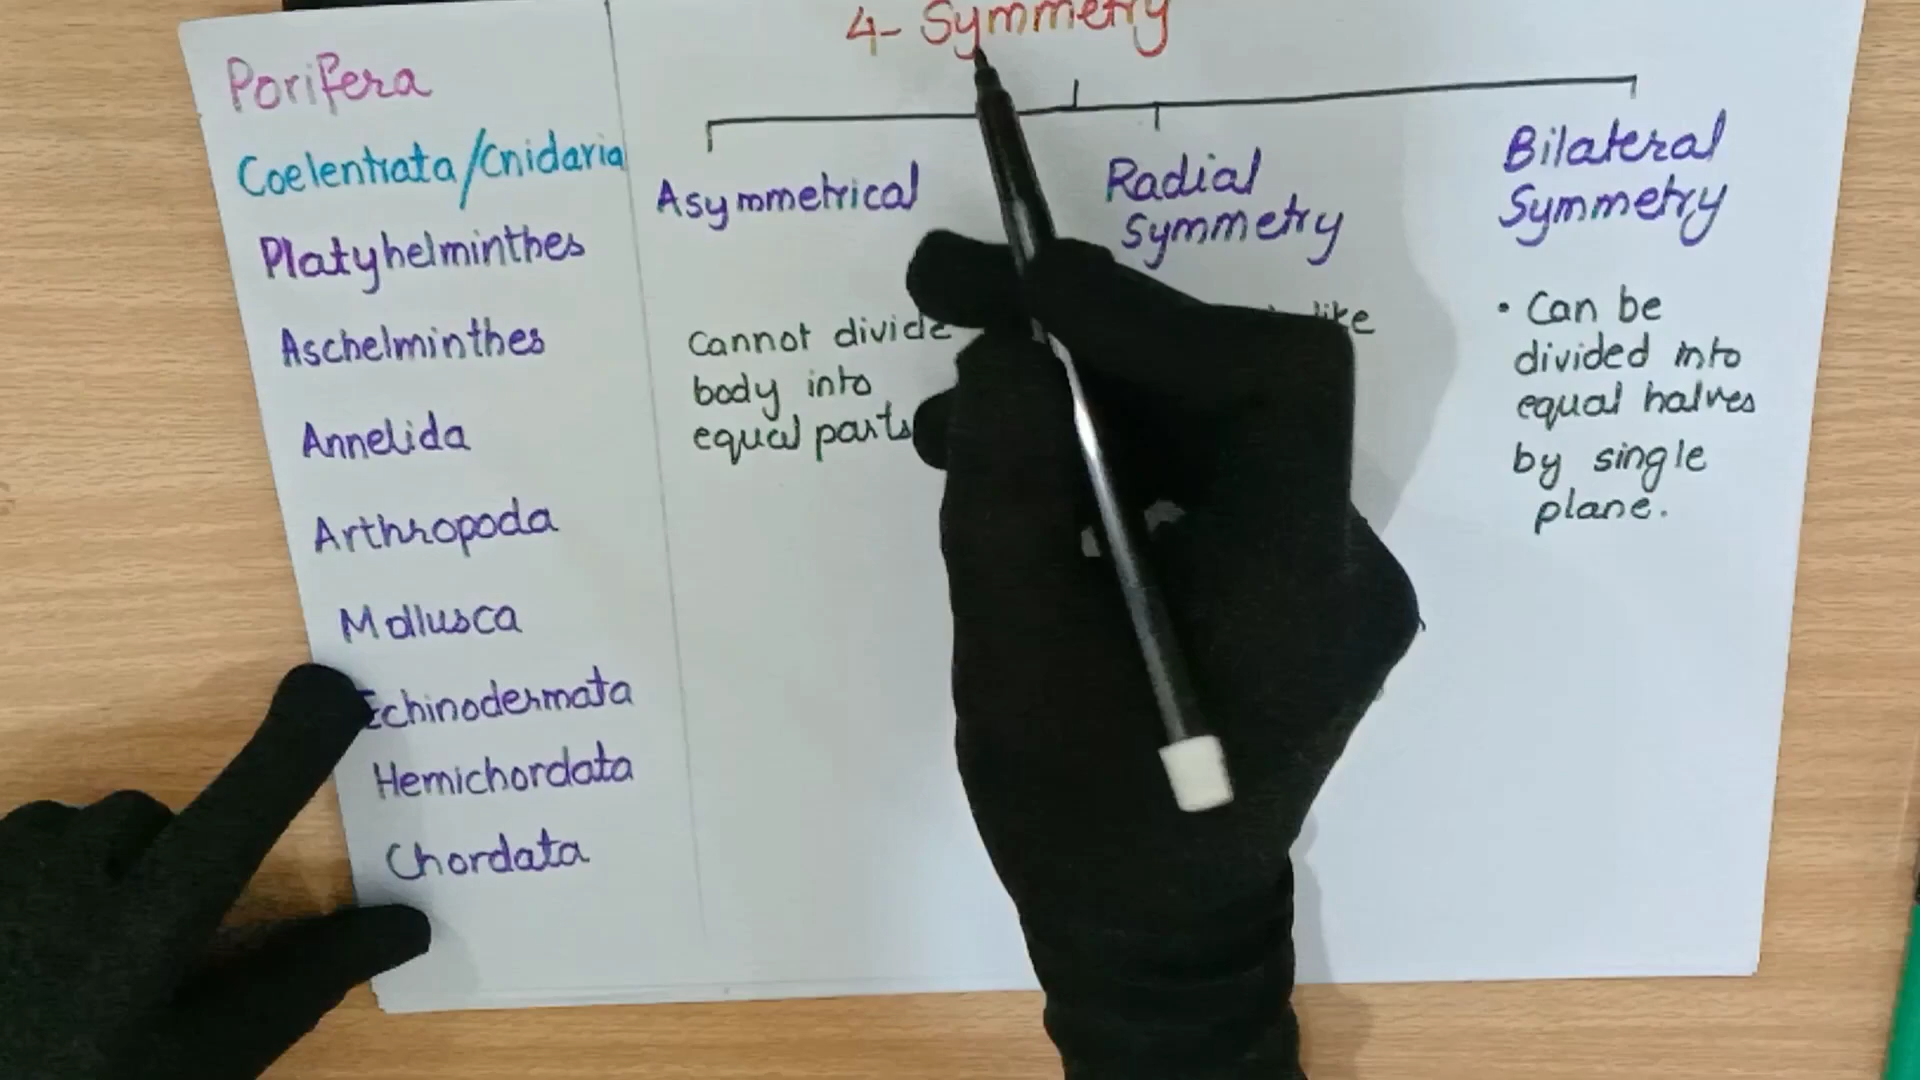 4- Symmetry
Porifera
Coelentrata/Cnidaria
Platyhelminthes
Aschelminthes
Annelida
Arthropoda
Mollusca
Echinodermata
Hemichordata
Chordata
Asymmetrical
Cannot divide
body into
equal parts
Radial
Symmetry
like
Bilateral
Symmetry
• Can be
divided into
equal halves
by single
plane.